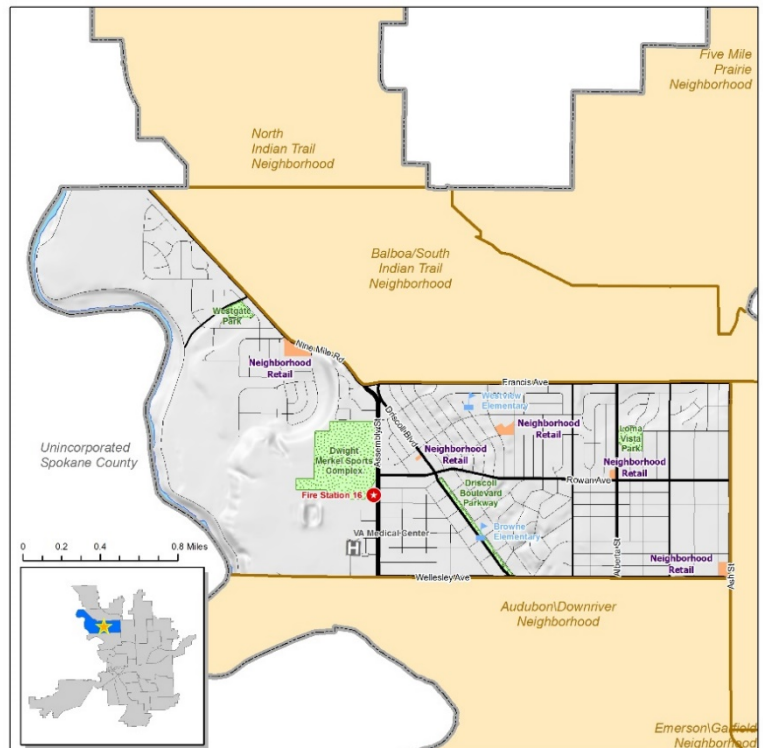 Five Mile
Prairie
Neighborhood
North
Indian Trail
Neighborhood
Balboa/South
Indian Trail
Neighborhood
Westgate
Park
Nine Mile Rd
Neighborhood
Retail
Francis Ave
Westview
Elementary
Driscoll Blvd
Assembly St
Neighborhood
Retail
Loma
Vista
Park
Unincorporated
Spokane County
Dwight
Merkel Sports
Complex
Neighborhood
Retail
Neighborhood
Retail
Rowan Ave
Driscoll
Boulevard
Parkway
Fire Station 16
Browne
Elementary
VA Medical Center
H
Alberta St
Ash St
Neighborhood
Retail
0 0.2 0.4 0.8 Miles
Wellesley Ave
Audubon\Downriver
Neighborhood
Emerson\Garfield
Neighborhood